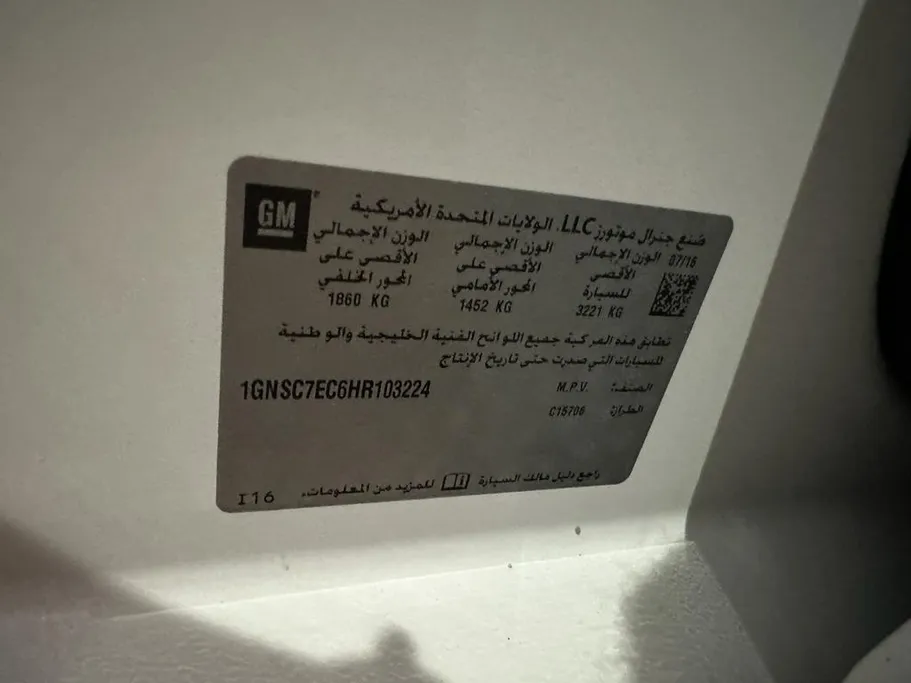 GM
صنع جنرال موتورز LLC. الولايات المتحدة الأمريكية
07/16
الوزن الإجمالي الأقصى للسيارة
3221 KG
الوزن الإجمالي الأقصى على المحور الأمامي
1452 KG
الوزن الإجمالي الأقصى على المحور الخلفي
1860 KG
تطابق هذه المركبة جميع اللوائح الفنية الخليجية والوطنية
للسيارات التي صدرت حتى تاريخ الإنتاج
الصنف: M.P.V. 1GNSC7EC6HR103224
الطراز: C15706
راجع دليل مالك السيارة للمزيد من المعلومات.
I16